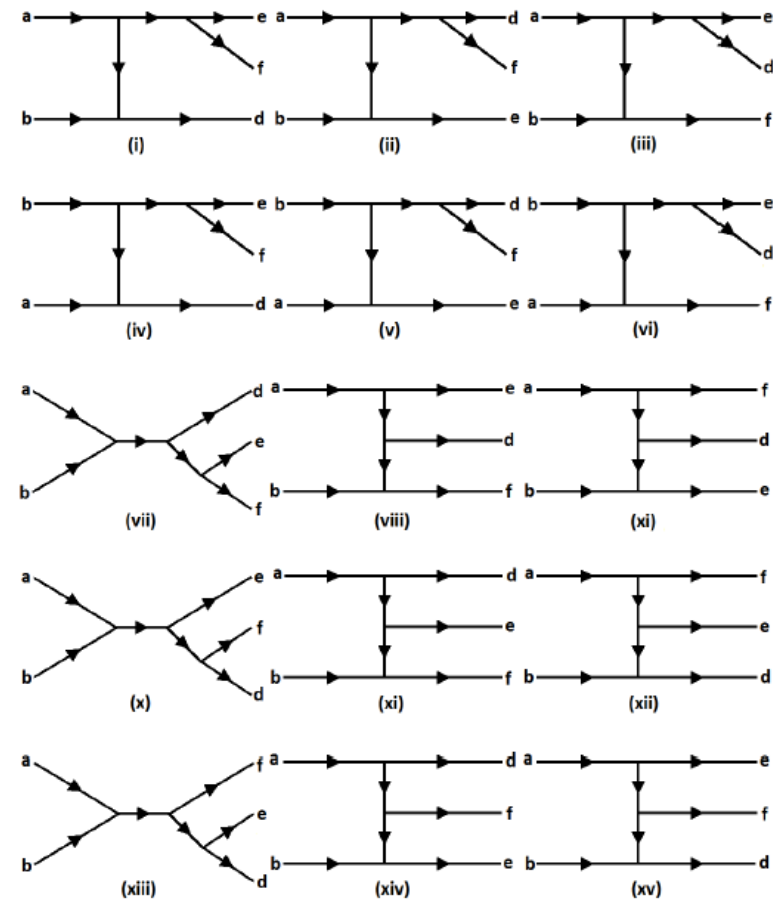 a e a d a e
f f d
b d b e b f
(i) (ii) (iii)
b e b d b e
f f d
a d a e a f
(iv) (v) (vi)
a d a e a f
e d d
b f b f b e
(vii) (viii) (xi)
a e a d a f
f e e
b d b f b d
(x) (xi) (xii)
a f a d a e
e f f
b d b e b d
(xiii) (xiv) (xv)